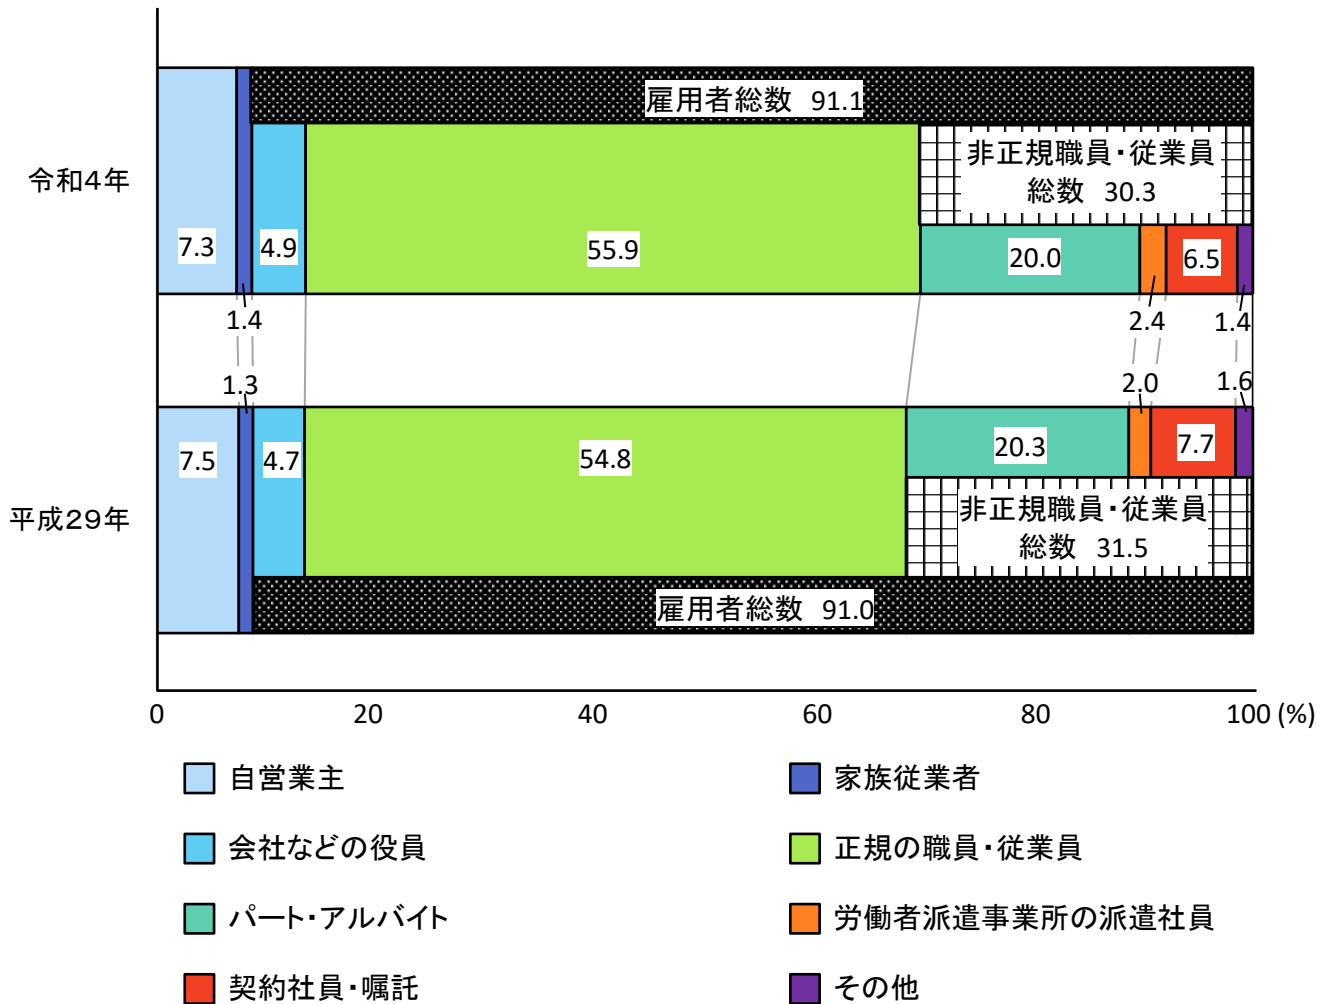 雇用者総数 91.1
非正規職員・従業員
総数 30.3
令和4年
7.3
4.9
55.9
20.0
6.5
1.4
2.4
1.4
1.3
2.0
1.6
7.5
4.7
54.8
20.3
7.7
平成29年
非正規職員・従業員
総数 31.5
雇用者総数 91.0
0 20 40 60 80 100 (%)
自営業主
家族従業者
会社などの役員
正規の職員・従業員
パート・アルバイト
労働者派遣事業所の派遣社員
契約社員・嘱託
その他